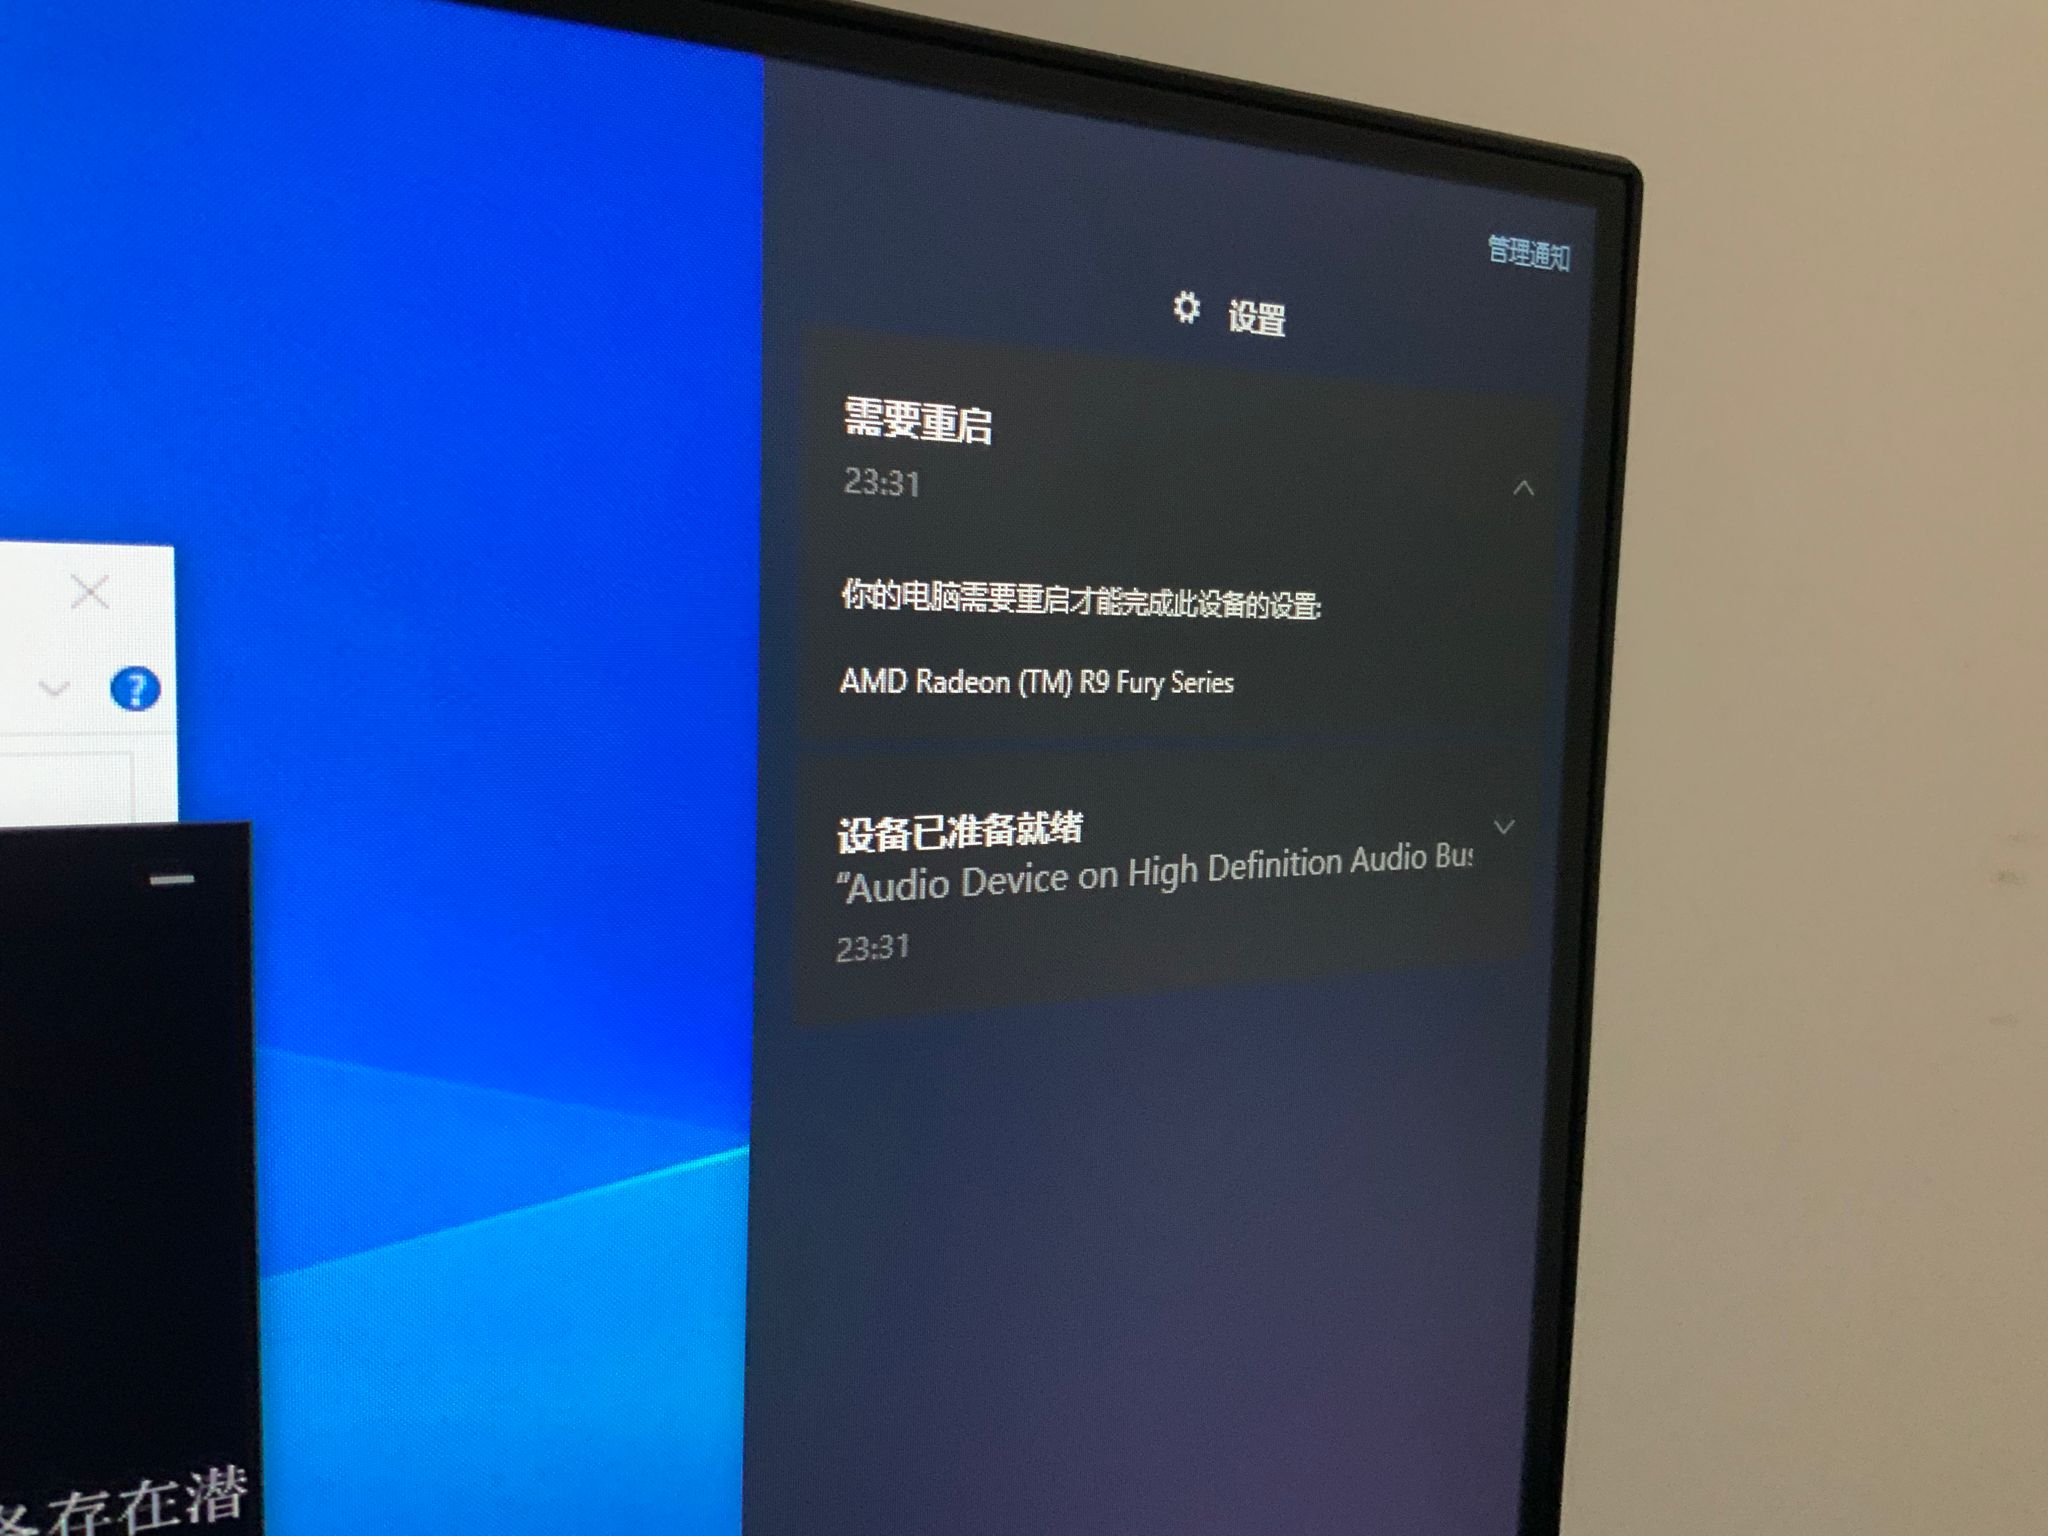 管理通知
设置
需要重启
23:31
你的电脑需要重启才能完成此设备的设置:
AMD Radeon (TM) R9 Fury Series
设备已准备就绪
“Audio Device on High Definition Audio Bus
23:31
?
存在潜